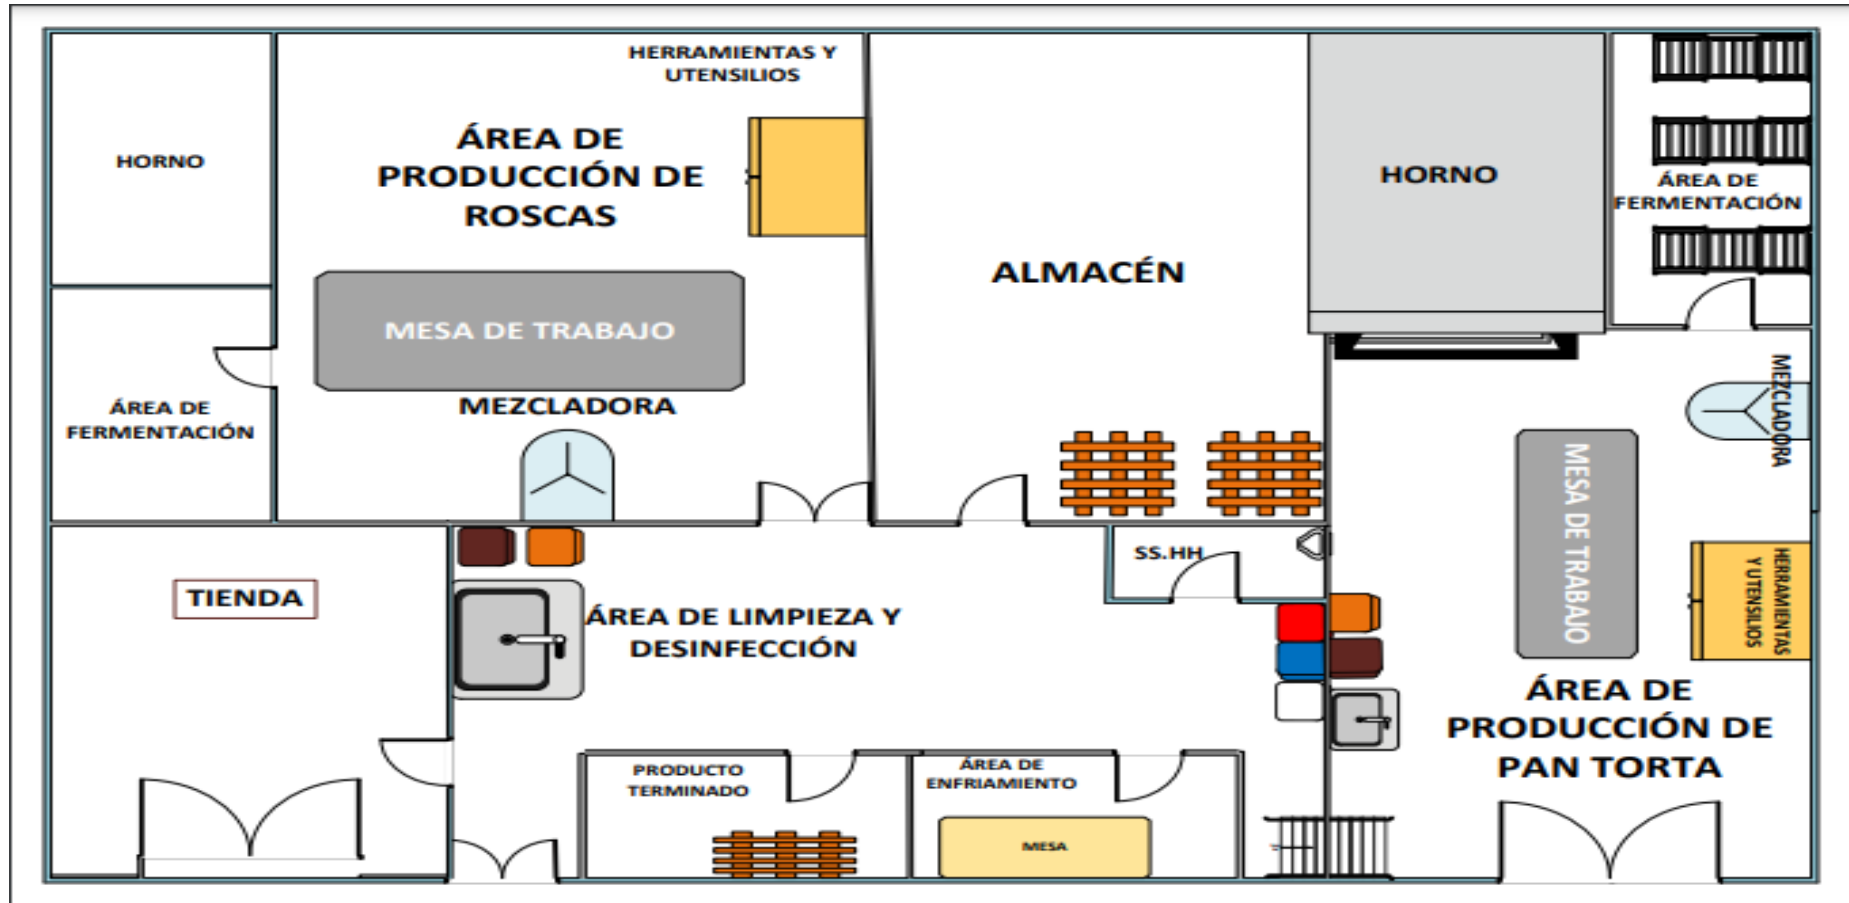 HERRAMIENTAS Y
UTENSILIOS
HORNO
ÁREA DE
PRODUCCIÓN DE
ROSCAS
MESA DE TRABAJO
MEZCLADORA
ÁREA DE
FERMENTACIÓN
ALMACÉN
HORNO
ÁREA DE
FERMENTACIÓN
MEZCLADORA
MESA DE TRABAJO
HERRAMIENTAS
Y UTENSILIOS
SS.HH
TIENDA
ÁREA DE LIMPIEZA Y
DESINFECCIÓN
ÁREA DE
PRODUCCIÓN DE
PAN TORTA
PRODUCTO
TERMINADO
ÁREA DE
ENFRIAMIENTO
MESA